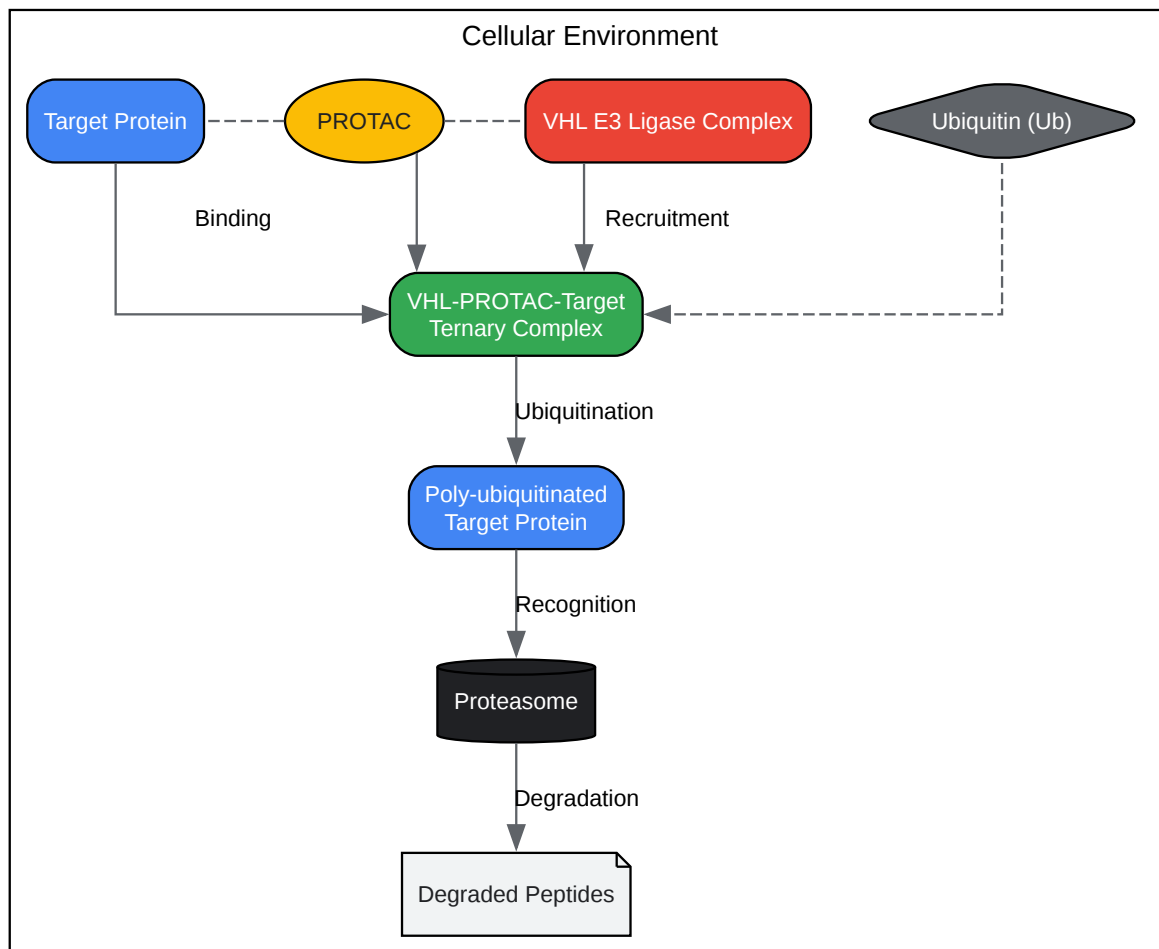 Cellular Environment
Target Protein
PROTAC
VHL E3 Ligase Complex
Ubiquitin (Ub)
Binding
Recruitment
VHL-PROTAC-Target
Ternary Complex
Ubiquitination
Poly-ubiquitinated
Target Protein
Recognition
Proteasome
Degradation
Degraded Peptides